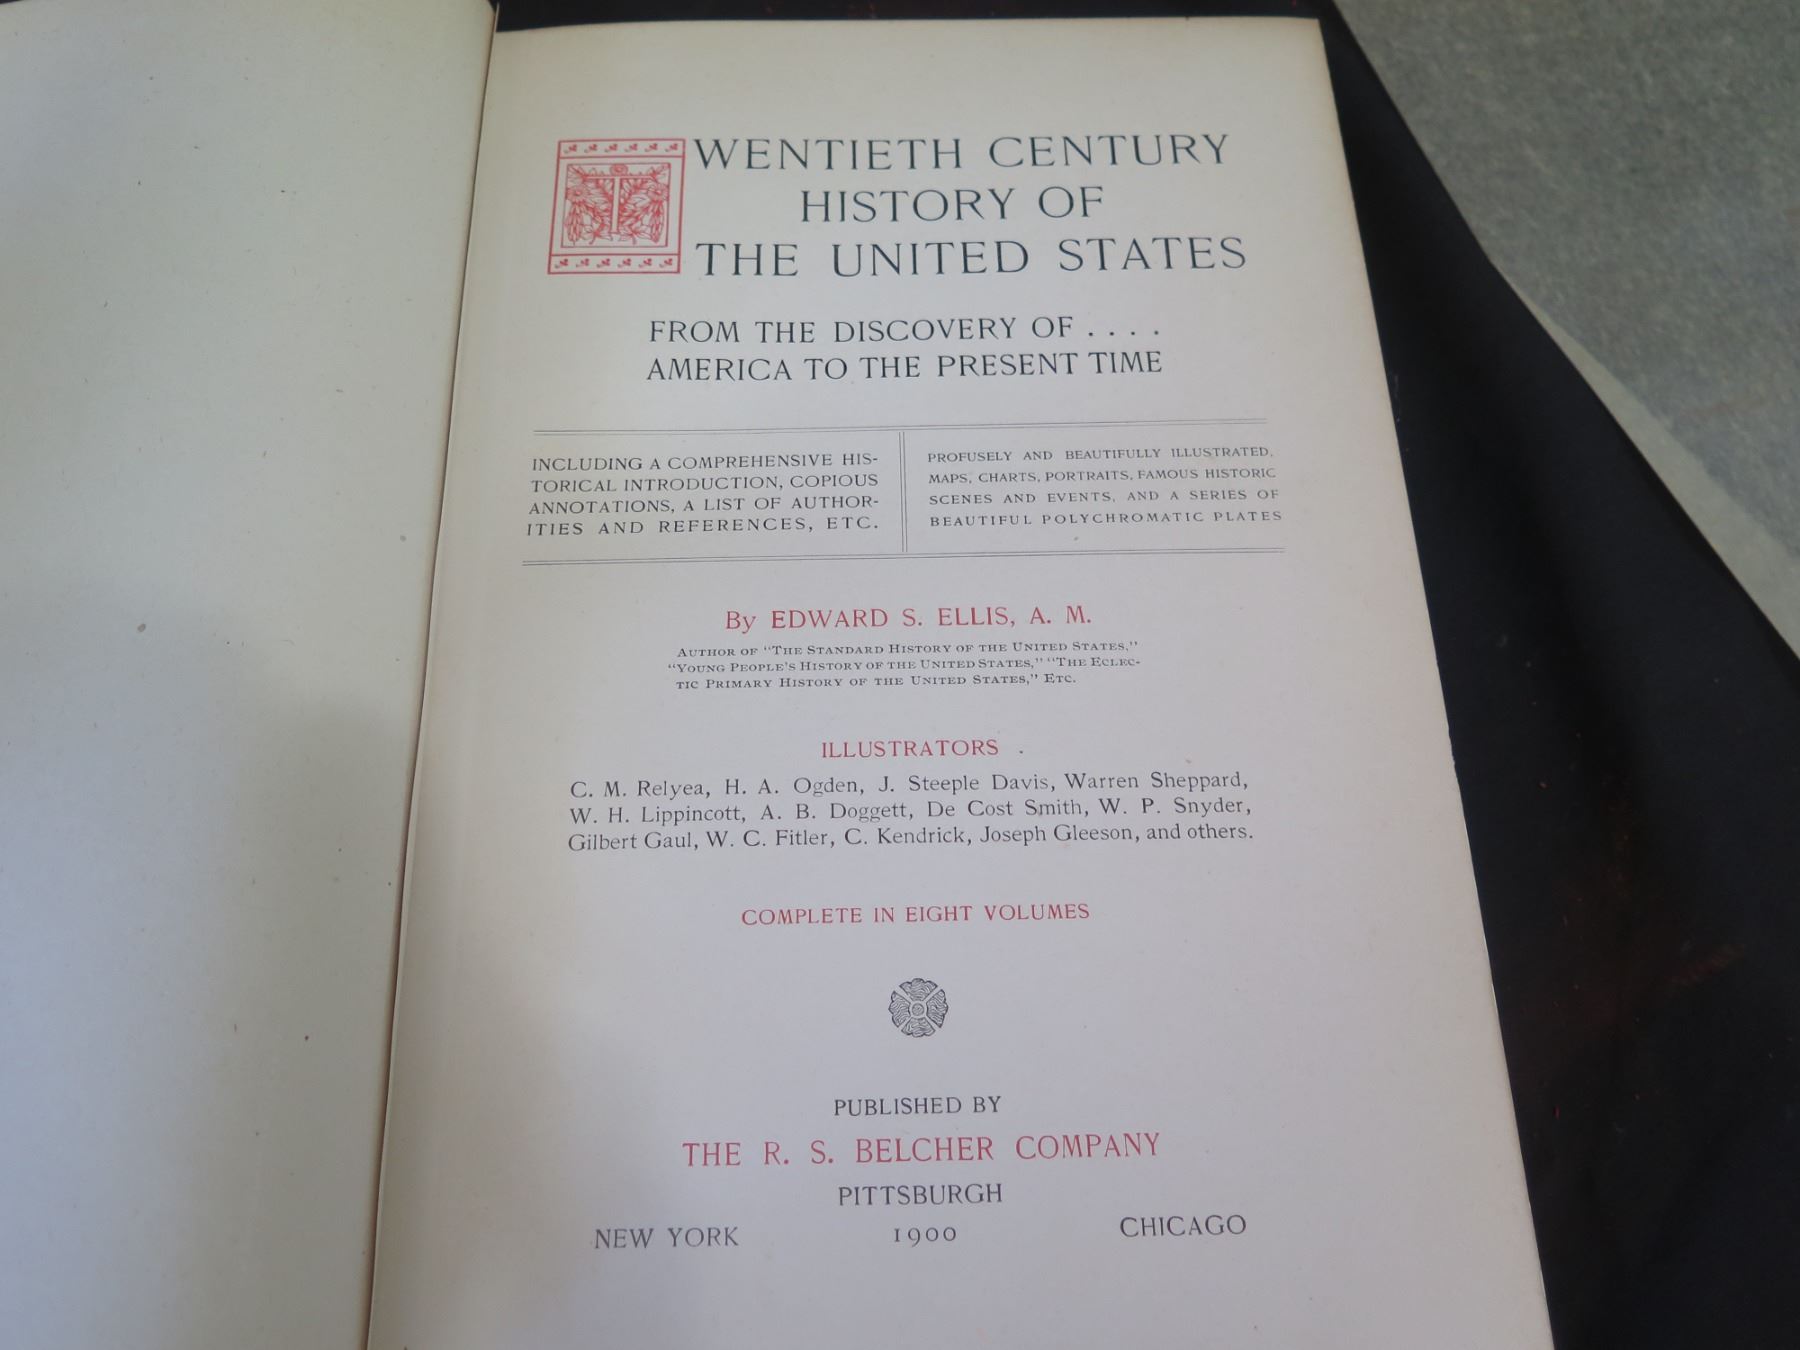 TWENTIETH CENTURY
HISTORY OF
THE UNITED STATES
FROM THE DISCOVERY OF . . . .
AMERICA TO THE PRESENT TIME
INCLUDING A COMPREHENSIVE HIS-
TORICAL INTRODUCTION, COPIOUS
ANNOTATIONS, A LIST OF AUTHOR-
ITIES AND REFERENCES, ETC.
PROFUSELY AND BEAUTIFULLY ILLUSTRATED,
MAPS, CHARTS, PORTRAITS, FAMOUS HISTORIC
SCENES AND EVENTS, AND A SERIES OF
BEAUTIFUL POLYCHROMATIC PLATES
By EDWARD S. ELLIS, A. M.
AUTHOR OF "THE STANDARD HISTORY OF THE UNITED STATES,"
"YOUNG PEOPLE'S HISTORY OF THE UNITED STATES," "THE ECLEC-
TIC PRIMARY HISTORY OF THE UNITED STATES," ETC.
ILLUSTRATORS
C. M. Relyea, H. A. Ogden, J. Steeple Davis, Warren Sheppard,
W. H. Lippincott, A. B. Doggett, De Cost Smith, W. P. Snyder,
Gilbert Gaul, W. C. Fitler, C. Kendrick, Joseph Gleeson, and others.
COMPLETE IN EIGHT VOLUMES
PUBLISHED BY
THE R. S. BELCHER COMPANY
PITTSBURGH
NEW YORK 1900 CHICAGO